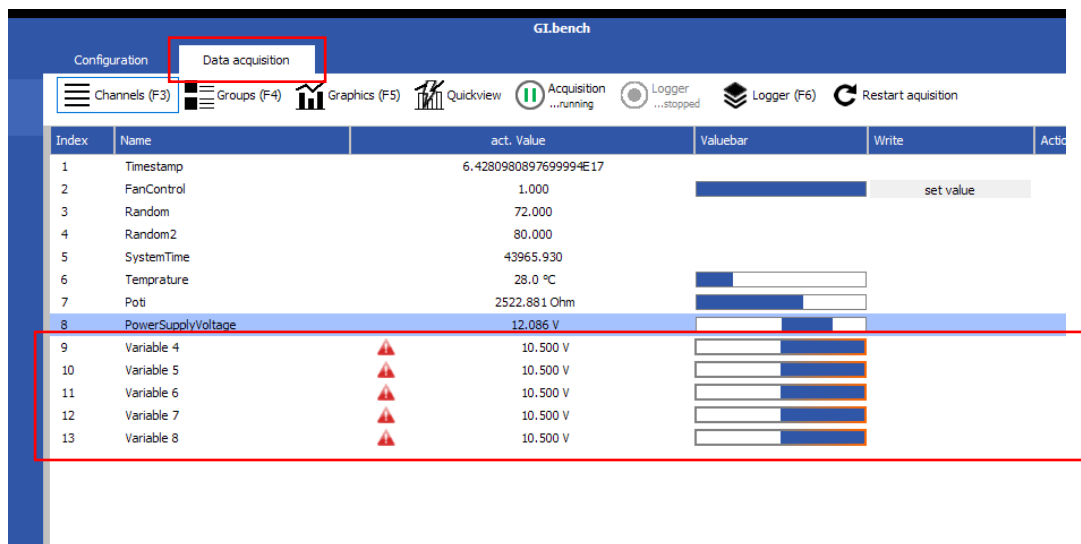 GI.bench
Configuration Data acquisition
Channels (F3) Groups (F4) Graphics (F5) Quickview Acquisition ...running Logger ...stopped Logger (F6) Restart aquisition
Index Name act. Value Valuebar Write
1 Timestamp 6.4280980897699994E17
2 FanControl 1.000 set value
3 Random 72.000
4 Random2 80.000
5 SystemTime 43965.930
6 Temprature 28.0 °C
7 Poti 2522.881 Ohm
8 PowerSupplyVoltage 12.086 V
9 Variable 4 10.500 V
10 Variable 5 10.500 V
11 Variable 6 10.500 V
12 Variable 7 10.500 V
13 Variable 8 10.500 V